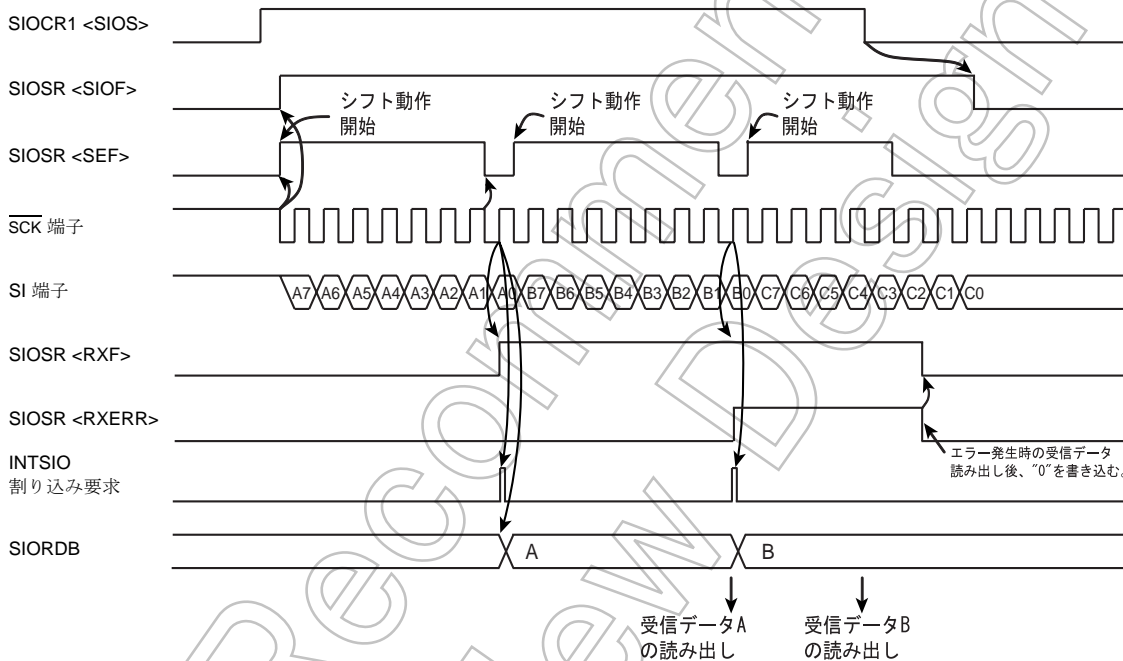 SIOCR1 <SIOS>
SIOSR <SIOF>
シフト動作
開始
シフト動作
開始
シフト動作
開始
SIOSR <SEF>
SCK 端子
SI 端子
A7 A6 A5 A4 A3 A2 A1 A0 B7 B6 B5 B4 B3 B2 B1 B0 C7 C6 C5 C4 C3 C2 C1 C0
SIOSR <RXF>
SIOSR <RXERR>
エラー発生時の受信データ
読み出し後、"0"を書き込む。
INTSIO
割り込み要求
SIORDB
A
B
受信データA
の読み出し
受信データB
の読み出し
Recommen
New Design